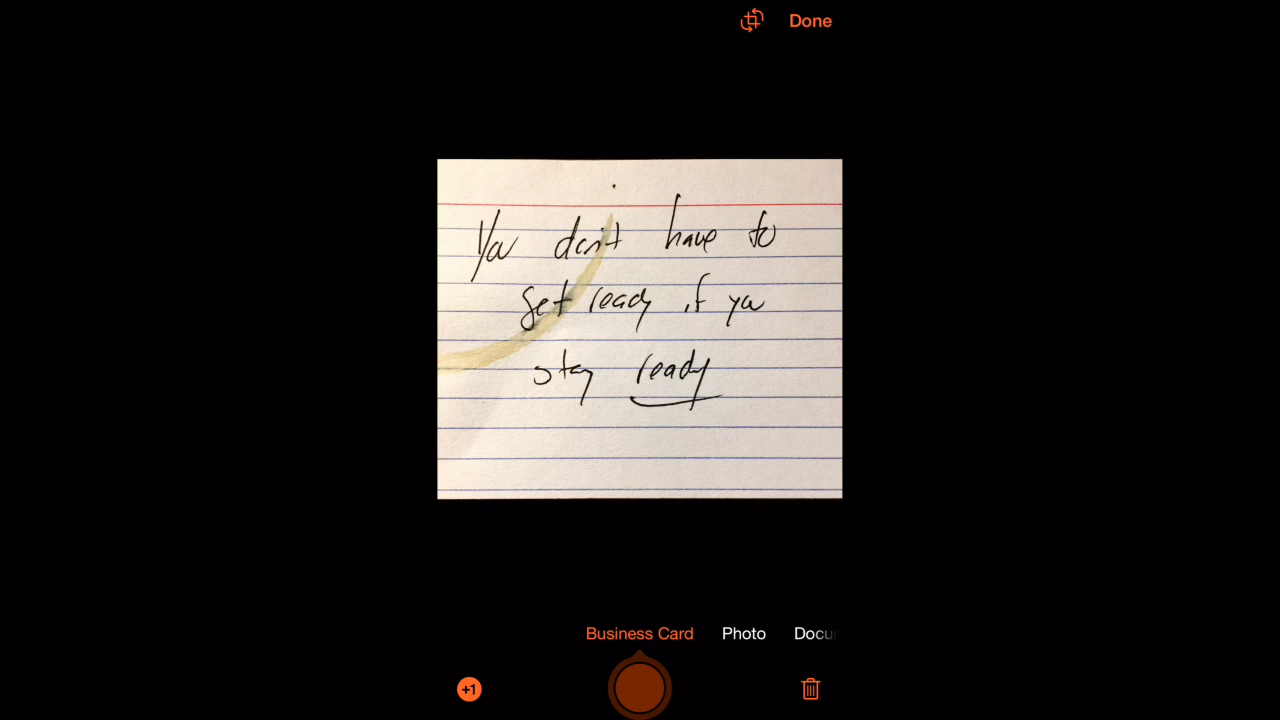 Done
You don't have to
get ready if you
stay ready
Business Card Photo Docu
+1